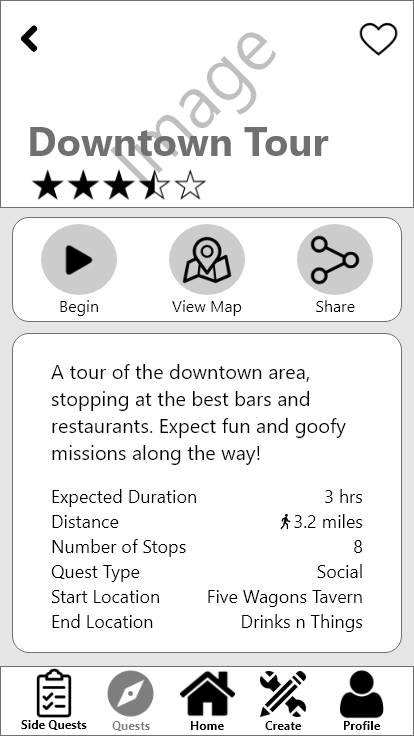 Image
Downtown Tour
Begin
View Map
Share
A tour of the downtown area,
stopping at the best bars and
restaurants. Expect fun and goofy
missions along the way!
Expected Duration 3 hrs
Distance 3.2 miles
Number of Stops 8
Quest Type Social
Start Location Five Wagons Tavern
End Location Drinks n Things
Side Quests
Quests
Home
Create
Profile